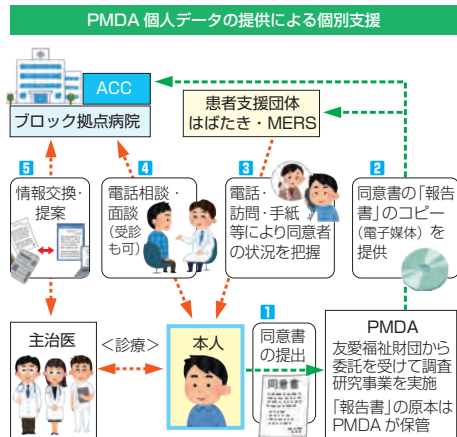 PMDA 個人データの提供による個別支援
ACC
ブロック拠点病院
患者支援団体
はばたき・MERS
5
情報交換・
提案
4
電話相談・
面談
(受診
も可)
3
電話・
訪問・手紙
等により同意者
の状況を把握
2
同意書の「報告
書」のコピー
(電子媒体)を
提供
主治医
<診療>
本人
1
同意書
の提出
同意書
PMDA
友愛福祉財団から
委託を受けて調査
研究事業を実施
「報告書」の原本は
PMDA が保管